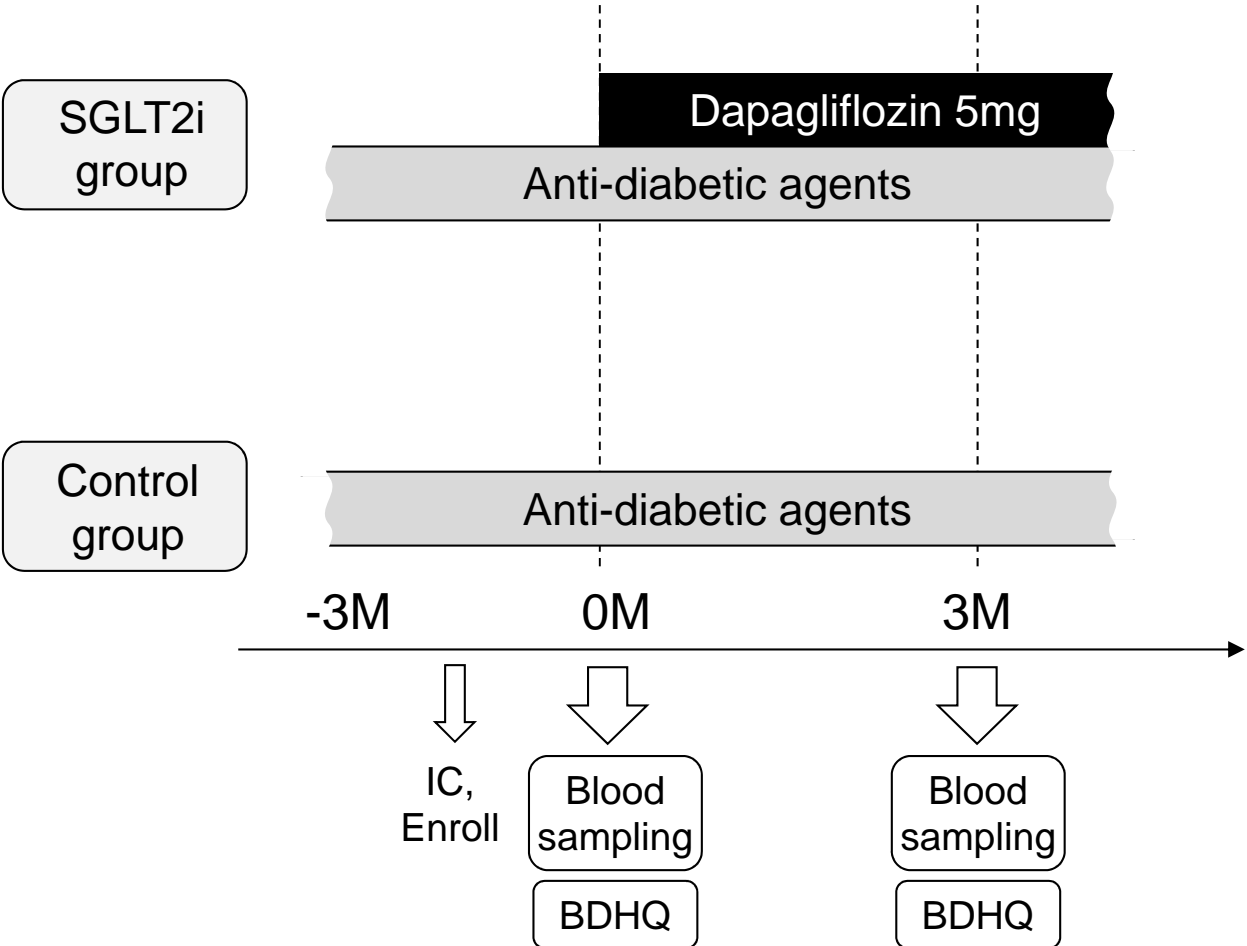 SGLT2i
group
Dapagliflozin 5mg
Anti-diabetic agents
Control
group
Anti-diabetic agents
-3M
0M
3M
IC,
Enroll
Blood
sampling
BDHQ
Blood
sampling
BDHQ